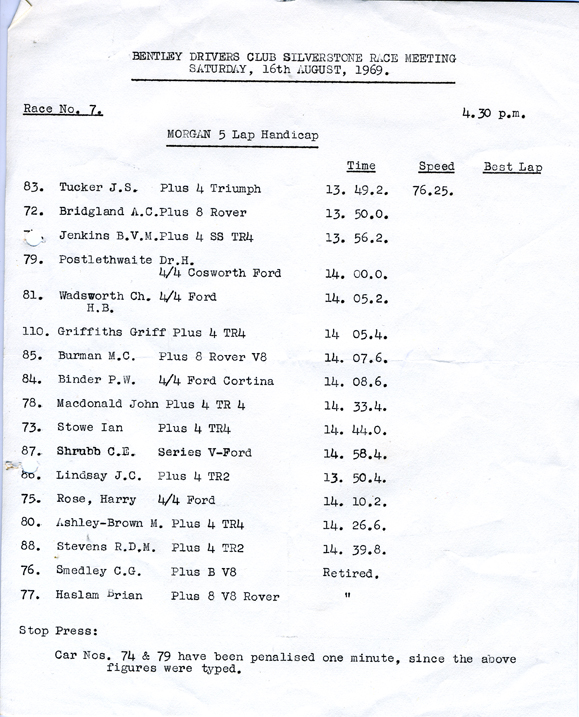 BENTLEY DRIVERS CLUB SILVERSTONE RACE MEETING
SATURDAY, 16th AUGUST, 1969.
Race No. 7. 4.30 p.m.
MORGAN 5 Lap Handicap
Time Speed Best Lap
83. Tucker J.S. Plus 4 Triumph 13. 49.2. 76.25.
72. Bridgland A.C.Plus 8 Rover 13. 50.0.
Jenkins B.V.M.Plus 4 SS TR4 13. 56.2.
79. Postlethwaite Dr.H.
4/4 Cosworth Ford 14. 00.0.
81. Wadsworth Ch. 4/4 Ford 14. 05.2.
H.B.
110. Griffiths Griff Plus 4 TR4 14 05.4.
85. Burman M.C. Plus 8 Rover V8 14. 07.6.
84. Binder P.W. 4/4 Ford Cortina 14. 08.6.
78. Macdonald John Plus 4 TR 4 14. 33.4.
73. Stowe Ian Plus 4 TR4 14. 44.0.
87. Shrubb C.E. Series V-Ford 14. 58.4.
86. Lindsay J.C. Plus 4 TR2 13. 50.4.
75. Rose, Harry 4/4 Ford 14. 10.2.
80. Ashley-Brown M. Plus 4 TR4 14. 26.6.
88. Stevens R.D.M. Plus 4 TR2 14. 39.8.
76. Smedley C.G. Plus B V8 Retired.
77. Haslam Brian Plus 8 V8 Rover "
Stop Press:
Car Nos. 74 & 79 have been penalised one minute, since the above
figures were typed.